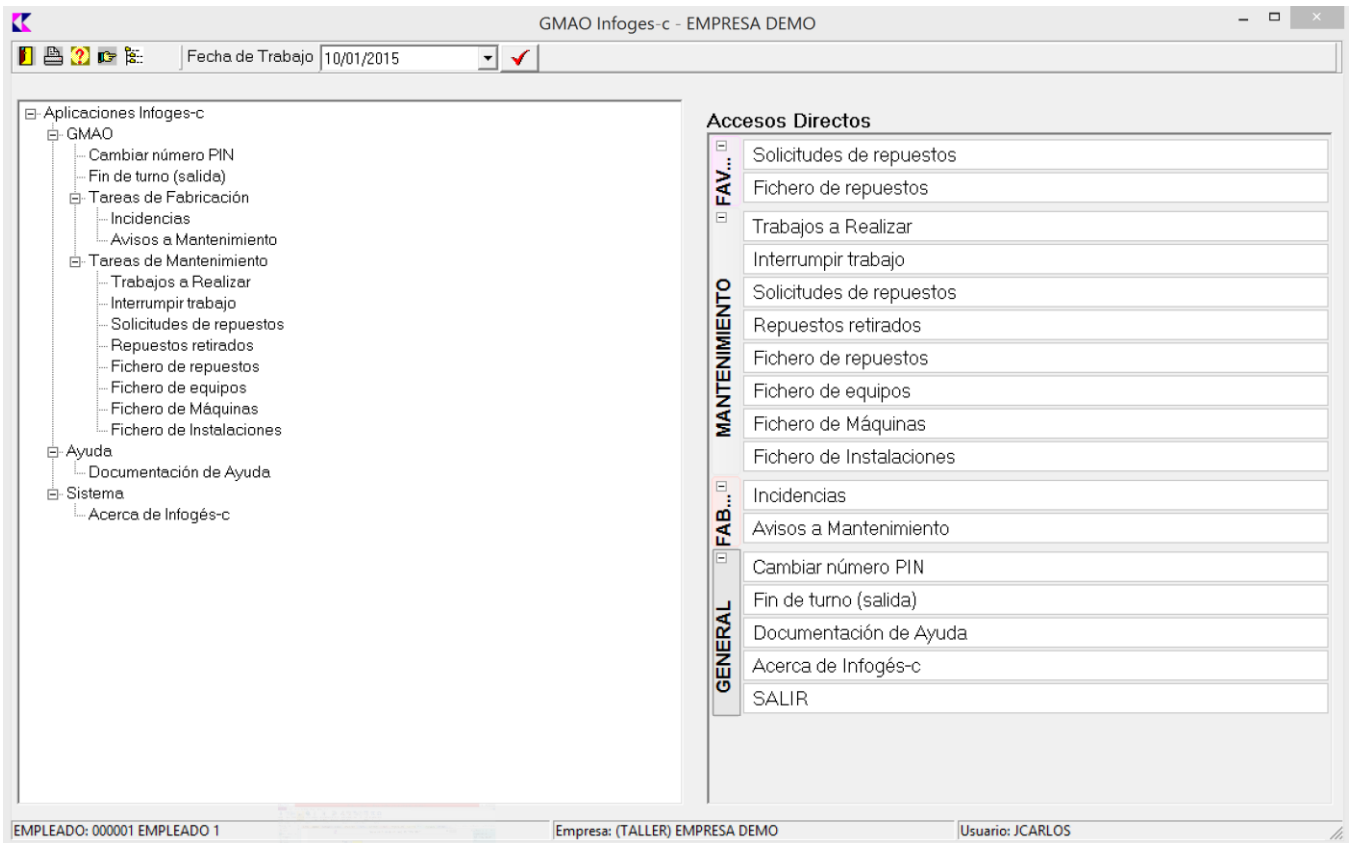 GMAO Infoges-c - EMPRESA DEMO
Fecha de Trabajo 10/01/2015
Aplicaciones Infoges-c
GMAO
Cambiar número PIN
Fin de turno (salida)
Tareas de Fabricación
Incidencias
Avisos a Mantenimiento
Tareas de Mantenimiento
Trabajos a Realizar
Interrumpir trabajo
Solicitudes de repuestos
Repuestos retirados
Fichero de repuestos
Fichero de equipos
Fichero de Máquinas
Fichero de Instalaciones
Ayuda
Documentación de Ayuda
Sistema
Acerca de Infogés-c
Accesos Directos
FAV...
Solicitudes de repuestos
Fichero de repuestos
MANTENIMIENTO
Trabajos a Realizar
Interrumpir trabajo
Solicitudes de repuestos
Repuestos retirados
Fichero de repuestos
Fichero de equipos
Fichero de Máquinas
Fichero de Instalaciones
FAB...
Incidencias
Avisos a Mantenimiento
GENERAL
Cambiar número PIN
Fin de turno (salida)
Documentación de Ayuda
Acerca de Infogés-c
SALIR
EMPLEADO: 000001 EMPLEADO 1
Empresa: (TALLER) EMPRESA DEMO
Usuario: JCARLOS